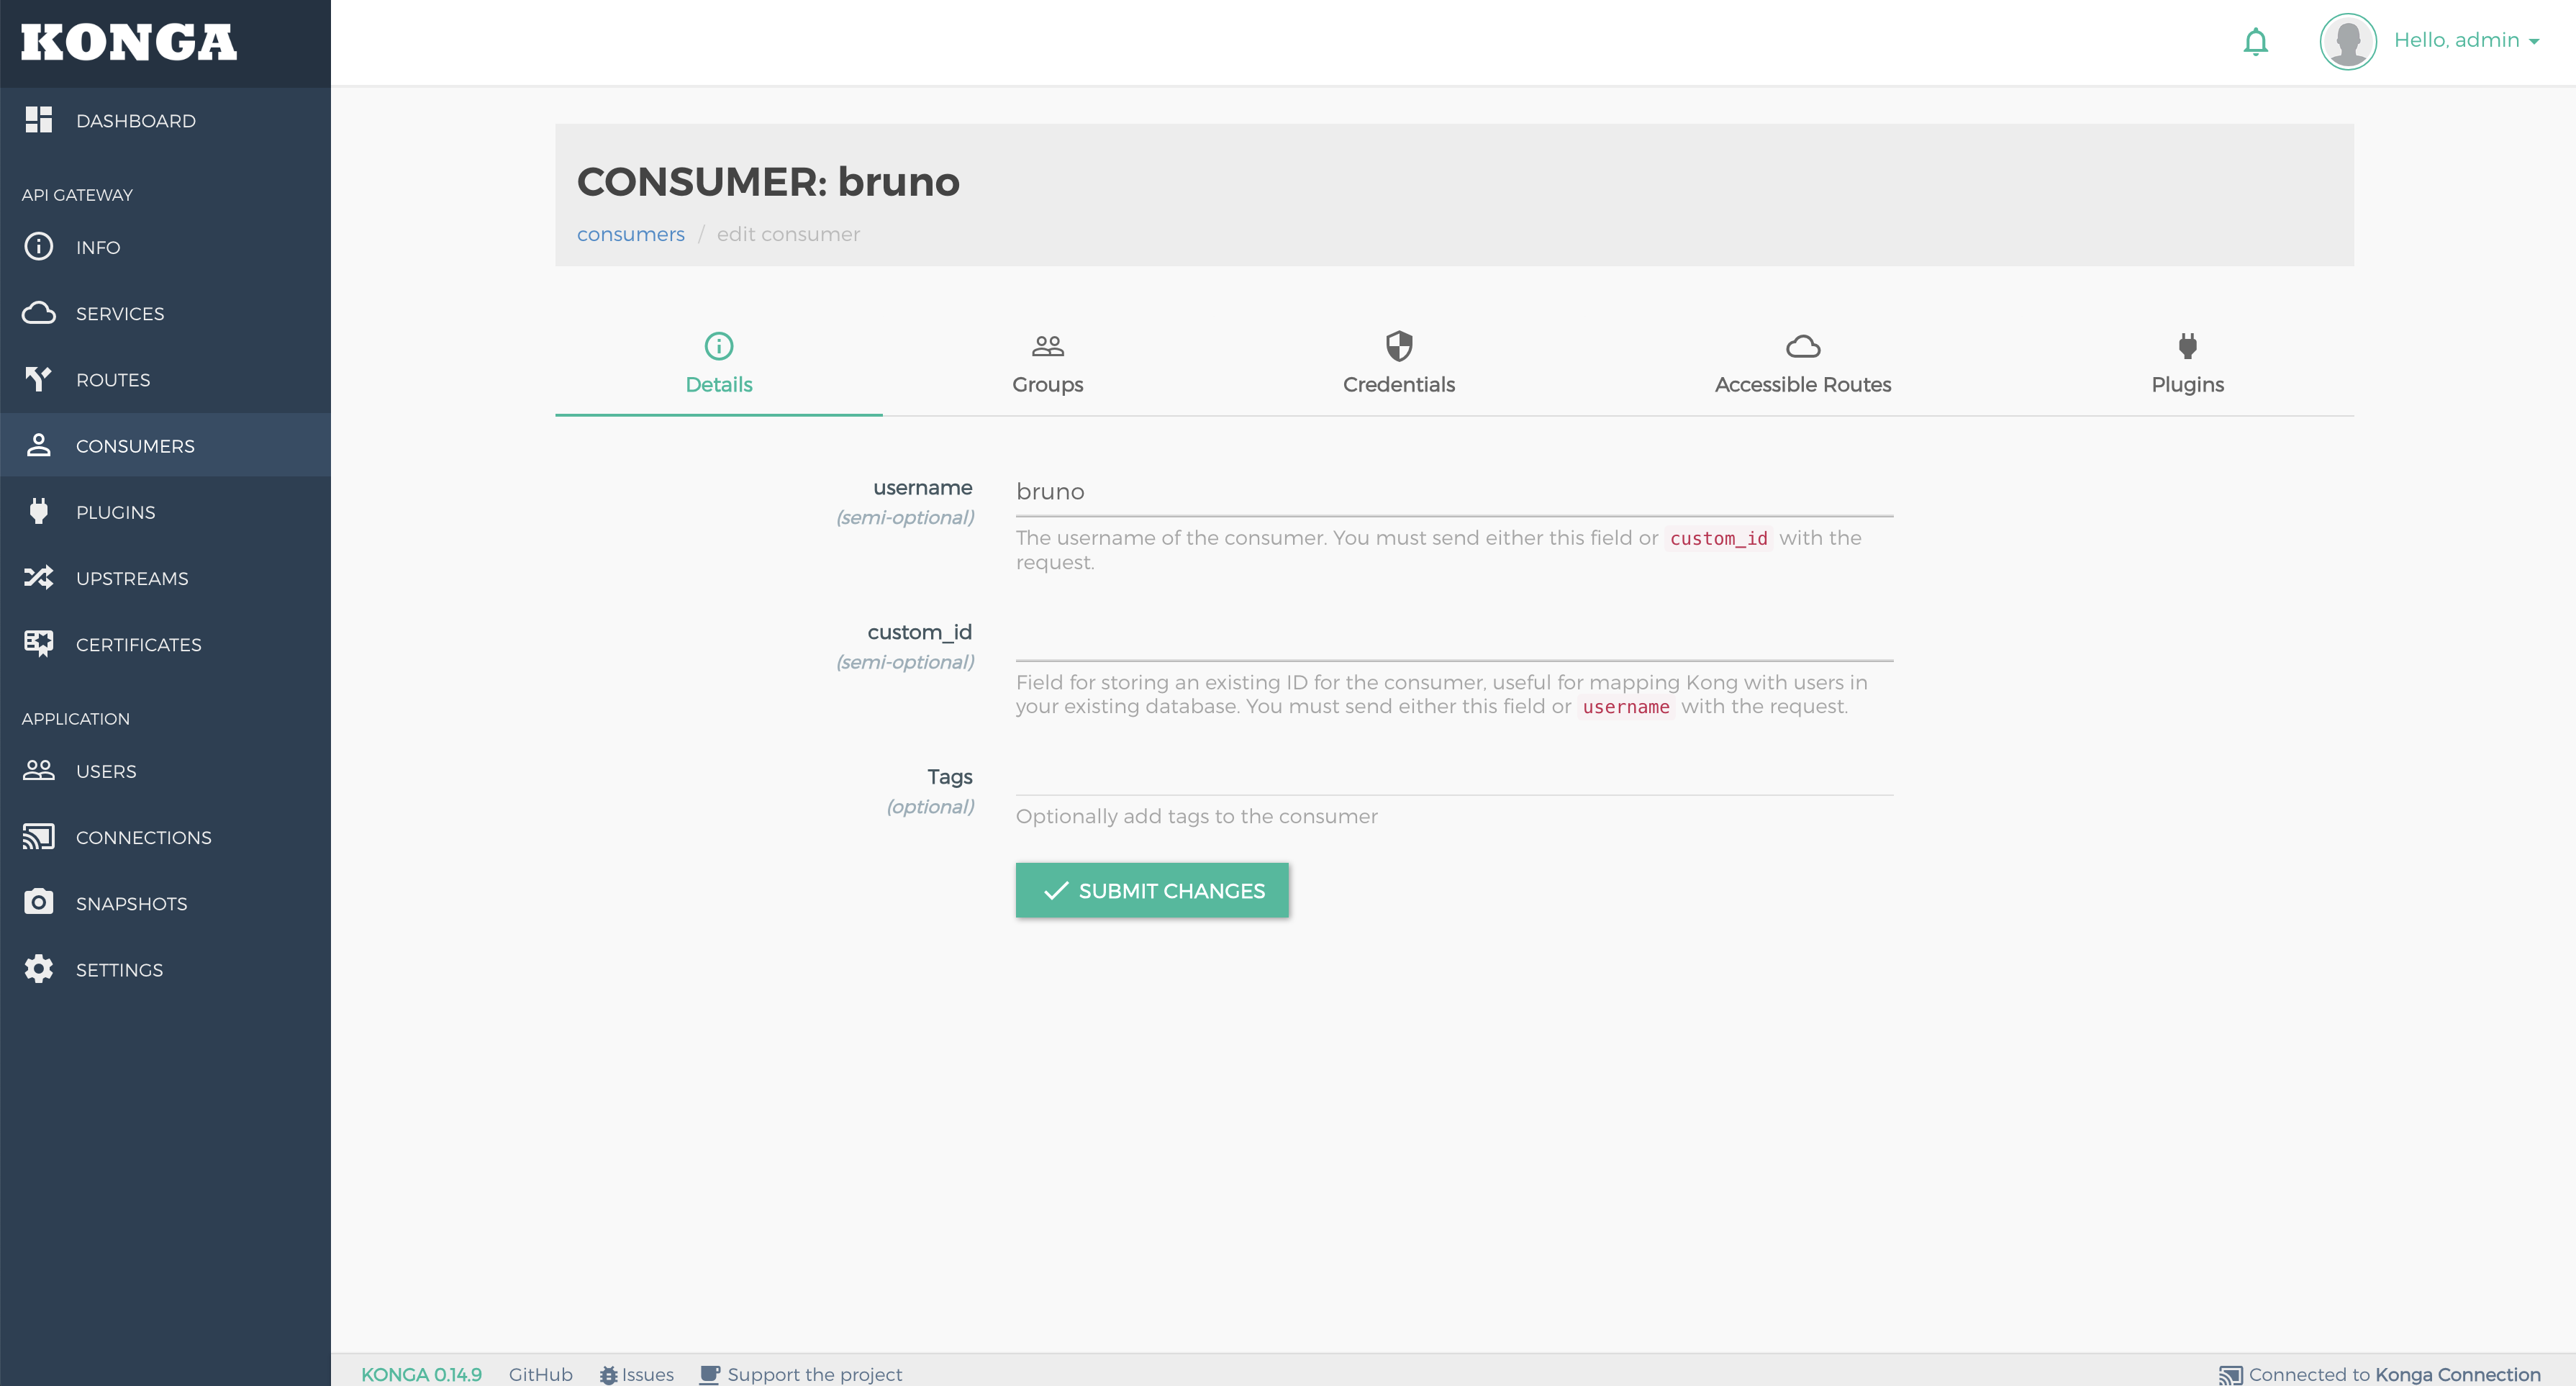 KONGA
Hello, admin
DASHBOARD
API GATEWAY
INFO
SERVICES
ROUTES
CONSUMERS
PLUGINS
UPSTREAMS
CERTIFICATES
APPLICATION
USERS
CONNECTIONS
SNAPSHOTS
SETTINGS
CONSUMER: bruno
consumers / edit consumer
Details
Groups
Credentials
Accessible Routes
Plugins
username
(semi-optional)
bruno
The username of the consumer. You must send either this field or custom_id with the
request.
custom_id
(semi-optional)
Field for storing an existing ID for the consumer, useful for mapping Kong with users in
your existing database. You must send either this field or username with the request.
Tags
(optional)
Optionally add tags to the consumer
SUBMIT CHANGES
KONGA 0.14.9 GitHub Issues Support the project
Connected to Konga Connection